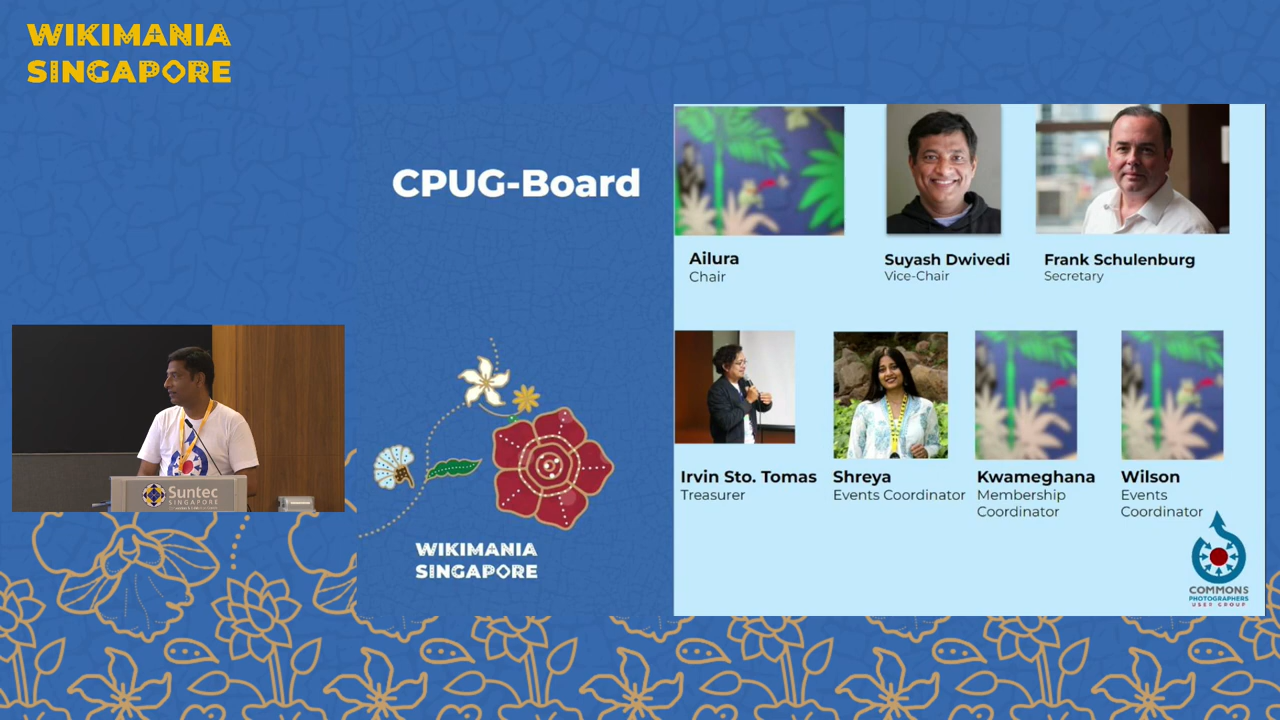 WIKIMANIA
SINGAPORE
CPUG-Board
Ailura
Chair
Suyash Dwivedi
Vice-Chair
Frank Schulenburg
Secretary
Irvin Sto. Tomas
Treasurer
Shreya
Events Coordinator
Kwameghana
Membership
Coordinator
Wilson
Events
Coordinator
COMMONS
PHOTOGRAPHERS
USER GROUP
WIKIMANIA
SINGAPORE
Suntec
SINGAPORE